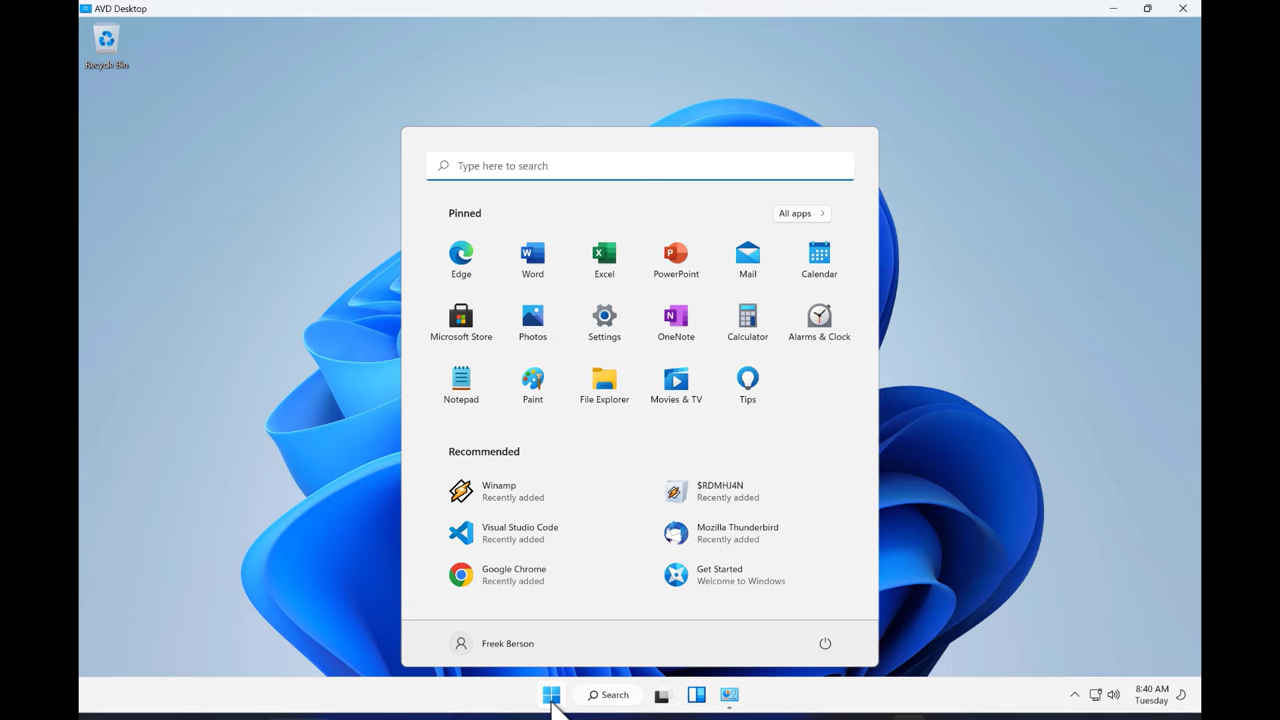 AVD Desktop
Recycle Bin
Type here to search
Pinned
All apps
Edge
Word
Excel
PowerPoint
Mail
Calendar
Microsoft Store
Photos
Settings
OneNote
Calculator
Alarms & Clock
Notepad
Paint
File Explorer
Movies & TV
Tips
Recommended
Winamp
Recently added
$RDMHJ4N
Recently added
Visual Studio Code
Recently added
Mozilla Thunderbird
Recently added
Google Chrome
Recently added
Get Started
Welcome to Windows
Freek Berson
Search
8:40 AM
Tuesday